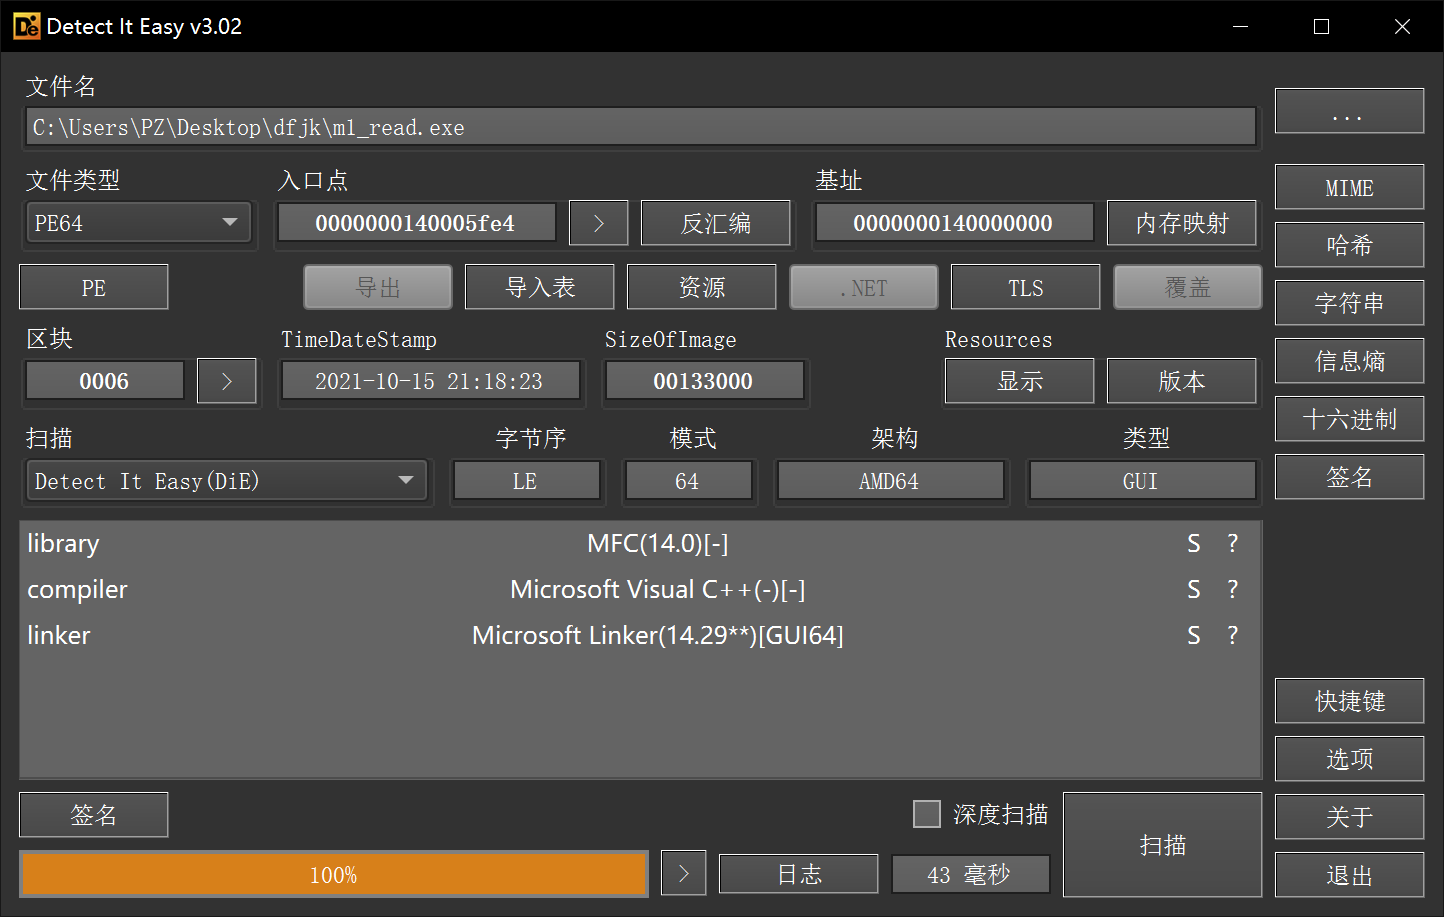 Detect It Easy v3.02
文件名
C:\Users\PZ\Desktop\dfjk\ml_read.exe
...
文件类型 入口点 基址
PE64 0000000140005fe4 > 反汇编 0000000140000000 内存映射
MIME
哈希
PE 导出 导入表 资源 .NET TLS 覆盖
字符串
区块 TimeDateStamp SizeOfImage Resources
0006 > 2021-10-15 21:18:23 00133000 显示 版本
信息熵
十六进制
扫描 字节序 模式 架构 类型
Detect It Easy(DiE) LE 64 AMD64 GUI
签名
library MFC(14.0)[-] S ?
compiler Microsoft Visual C++(-)[-] S ?
linker Microsoft Linker(14.29**)[GUI64] S ?
快捷键
选项
签名 深度扫描 扫描
关于
100% > 日志 43 毫秒
退出